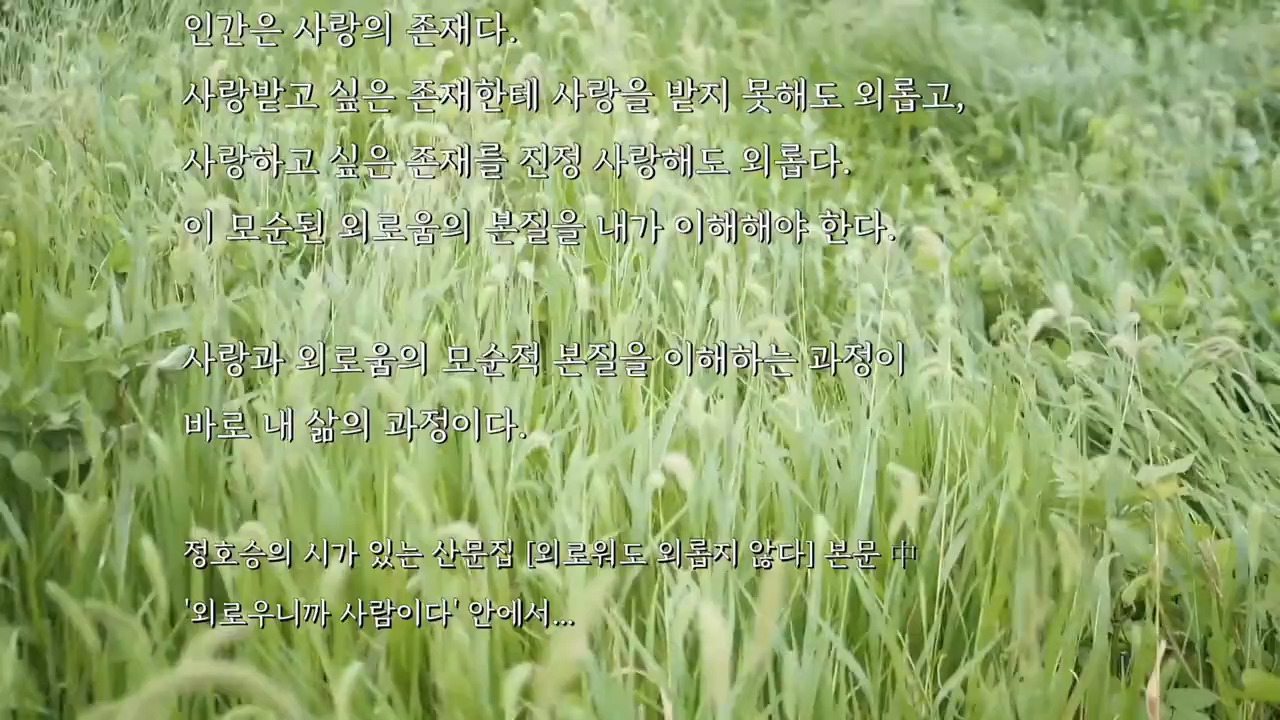 인간은 사랑의 존재다.
사랑받고 싶은 존재한테 사랑을 받지 못해도 외롭고,
사랑하고 싶은 존재를 진정 사랑해도 외롭다.
이 모순된 외로움의 본질을 내가 이해해야 한다.
사랑과 외로움의 모순적 본질을 이해하는 과정이
바로 내 삶의 과정이다.
정호승의 시가 있는 산문집 [외로워도 외롭지 않다] 본문 中
'외로우니까 사람이다' 안에서...